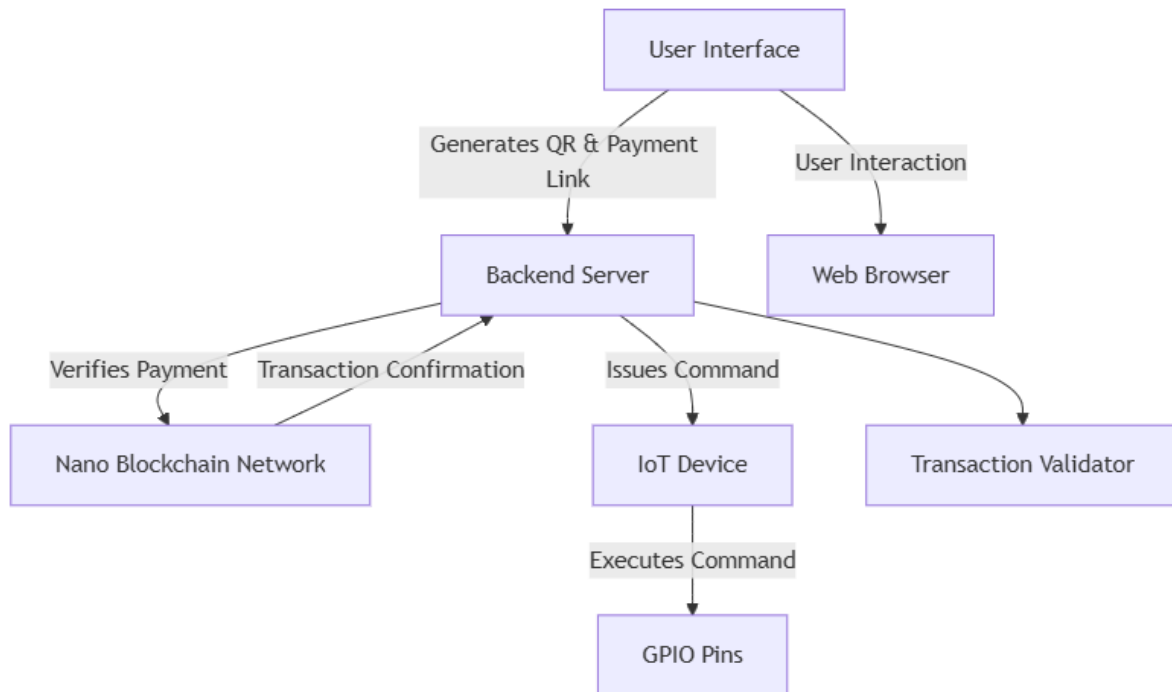 User Interface
Generates QR & Payment
Link
User Interaction
Backend Server
Web Browser
Verifies Payment
Transaction Confirmation
Issues Command
Nano Blockchain Network
IoT Device
Transaction Validator
Executes Command
GPIO Pins